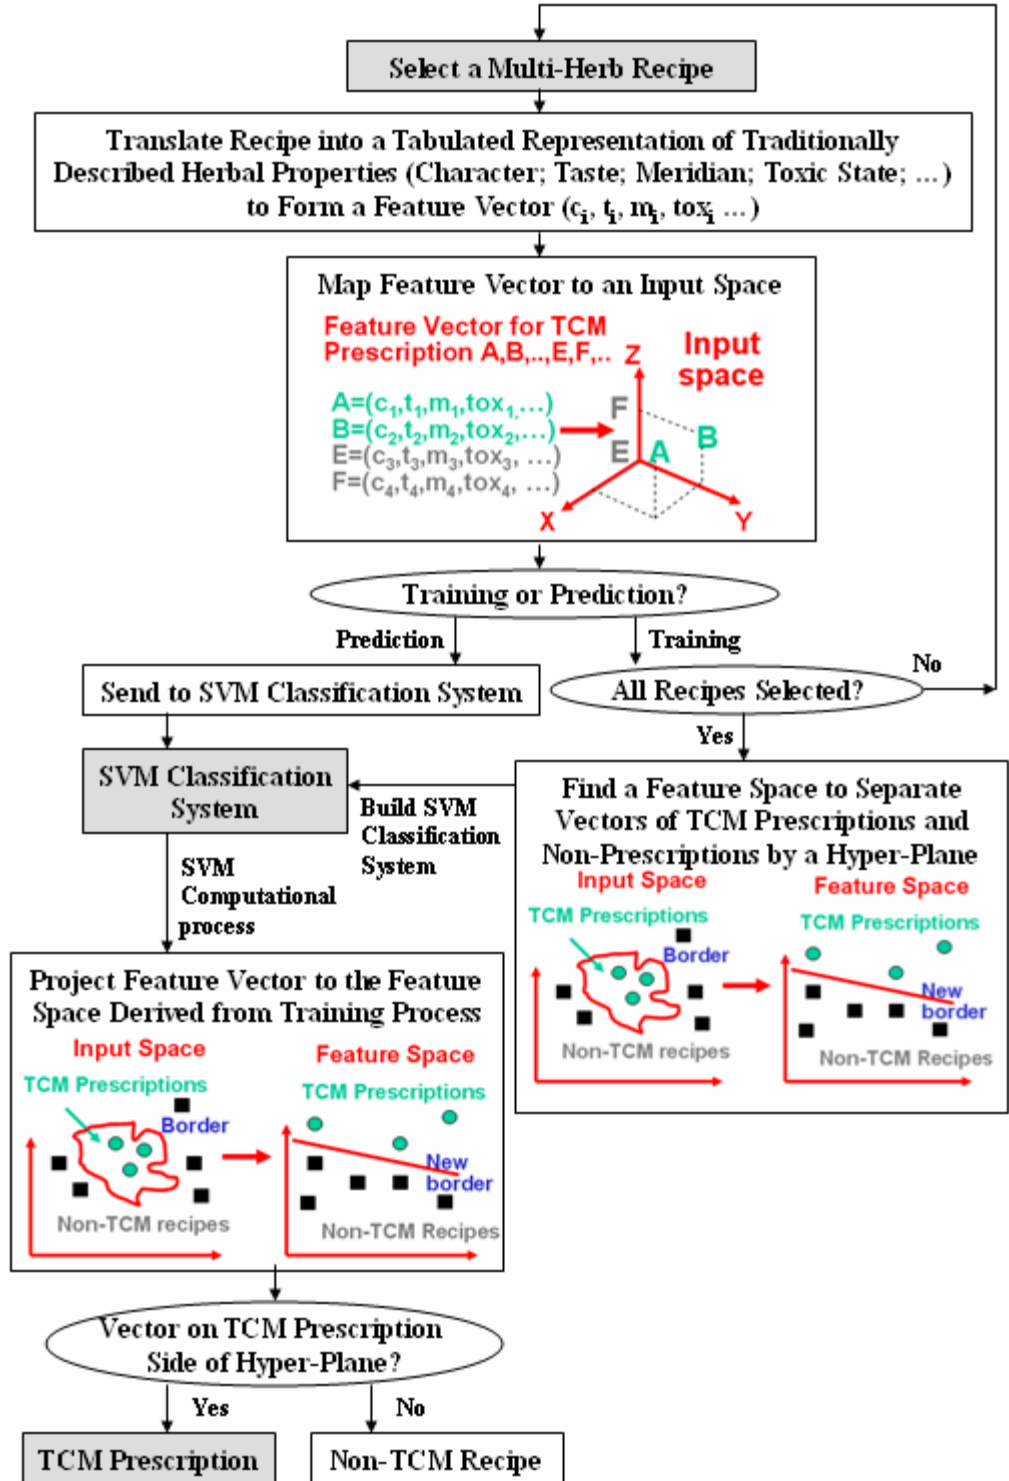 Select a Multi-Herb Recipe
Translate Recipe into a Tabulated Representation of Traditionally
Described Herbal Properties (Character; Taste; Meridian; Toxic State; ...)
to Form a Feature Vector (cᵢ, tᵢ, mᵢ, toxᵢ ...)
Map Feature Vector to an Input Space
Feature Vector for TCM
Prescription A,B,..,E,F,..
Input
space
Z
A=(c₁,t₁,m₁,tox₁,...)
B=(c₂,t₂,m₂,tox₂,...)
E=(c₃,t₃,m₃,tox₃, ...)
F=(c₄,t₄,m₄,tox₄, ...)
F
B
E
A
X
Y
Training or Prediction?
Prediction
Training
No
Send to SVM Classification System
All Recipes Selected?
Yes
SVM Classification
System
Build SVM
Classification
System
Find a Feature Space to Separate
Vectors of TCM Prescriptions and
Non-Prescriptions by a Hyper-Plane
Input Space
Feature Space
TCM Prescriptions
TCM Prescriptions
Border
New
border
Non-TCM recipes
Non-TCM Recipes
SVM
Computational
process
Project Feature Vector to the Feature
Space Derived from Training Process
Input Space
Feature Space
TCM Prescriptions
TCM Prescriptions
Border
New
border
Non-TCM recipes
Non-TCM Recipes
Vector on TCM Prescription
Side of Hyper-Plane?
Yes
No
TCM Prescription
Non-TCM Recipe